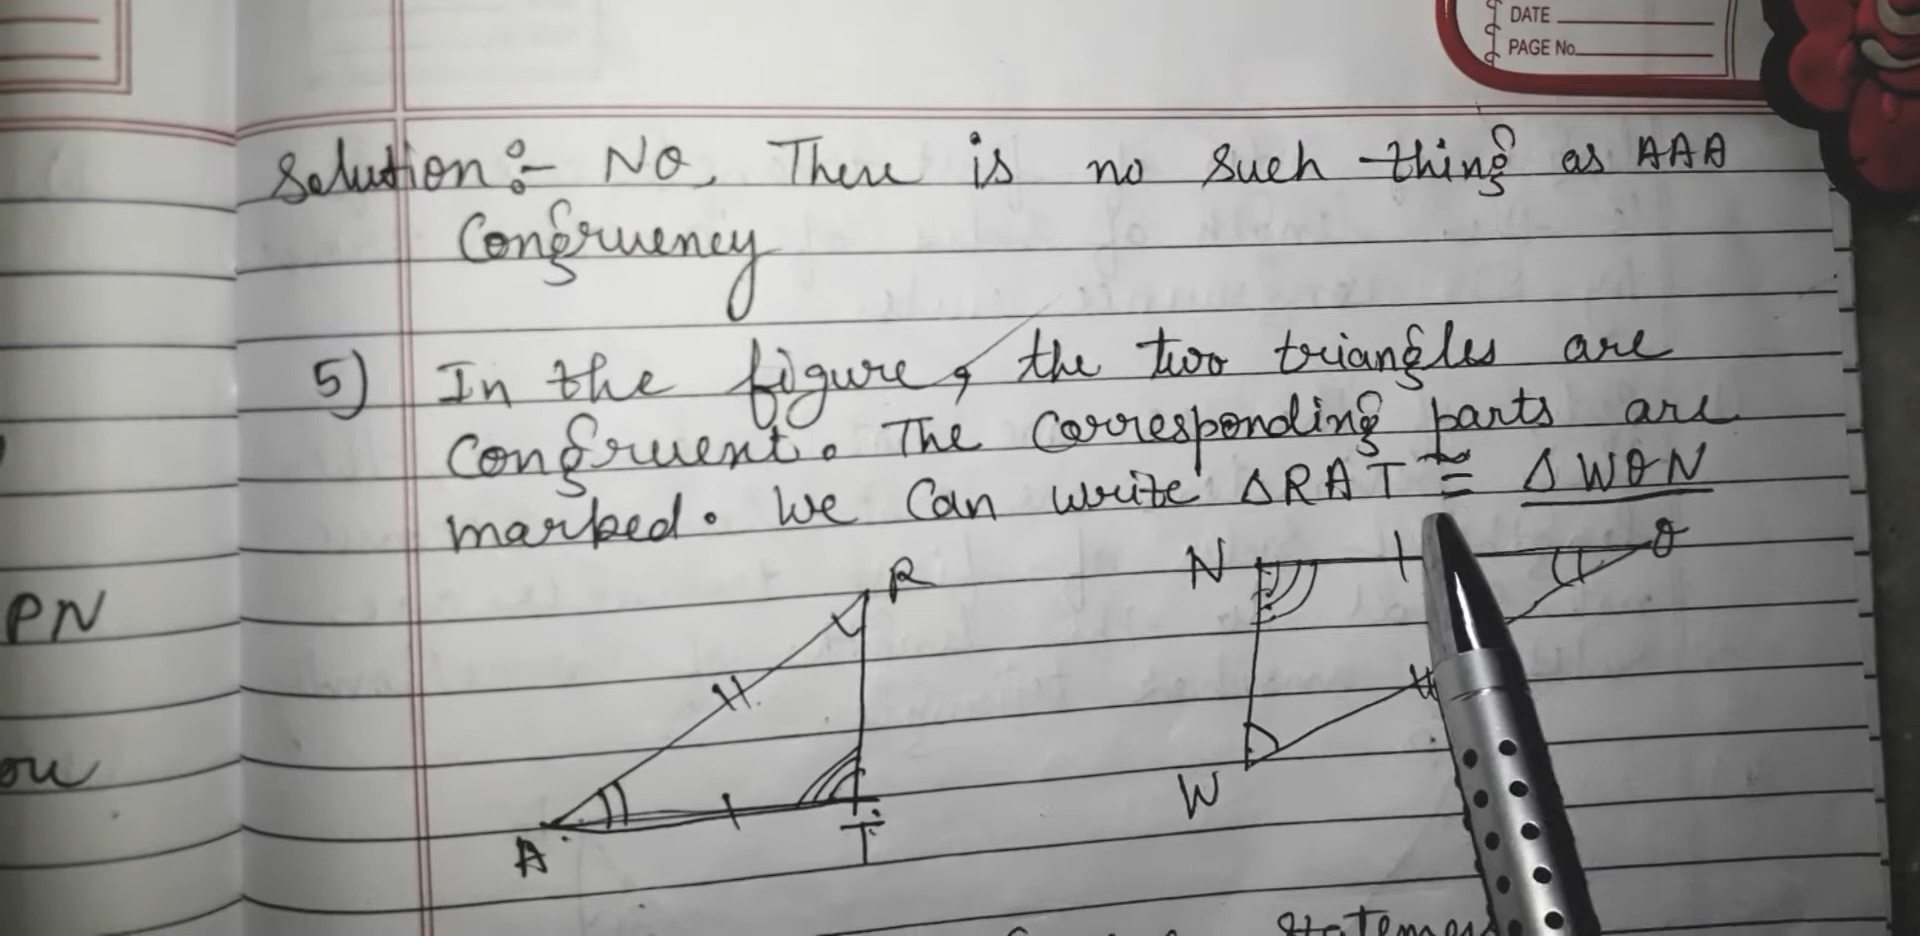 DATE
PAGE No.
Solution:- No, There is no such thing as AAA
Congruency
5) In the figure, the two triangles are
Congruent. The Corresponding parts are
marked. We Can write ΔRAT ≅ ΔWON
R
A
T
N
O
W
PN
ou